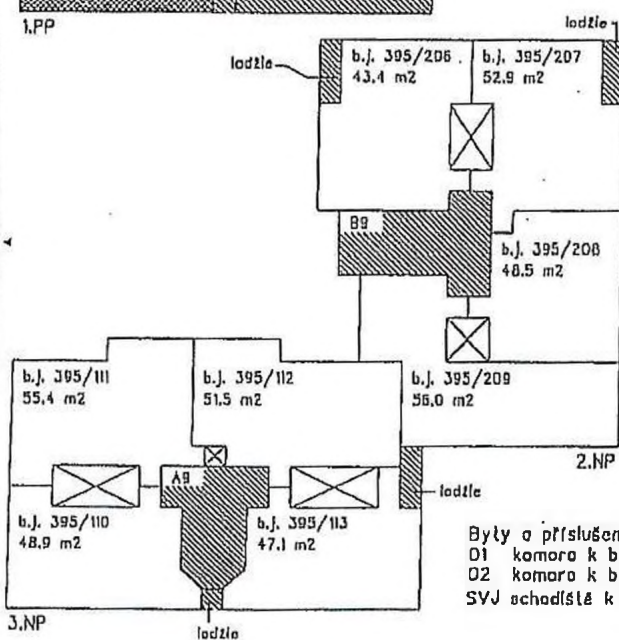 1.PP
lodžie
lodžie
b.j. 395/206
43.4 m2
b.j. 395/207
52.9 m2
B9
b.j. 395/208
48.5 m2
b.j. 395/111
55.4 m2
b.j. 395/112
51.5 m2
b.j. 395/209
56.0 m2
2.NP
A9
lodžie
b.j. 395/110
48.9 m2
b.j. 395/113
47.1 m2
Byty a příslušen
01 komora k b
02 komora k b
SVJ schodiště k
3.NP
lodžie